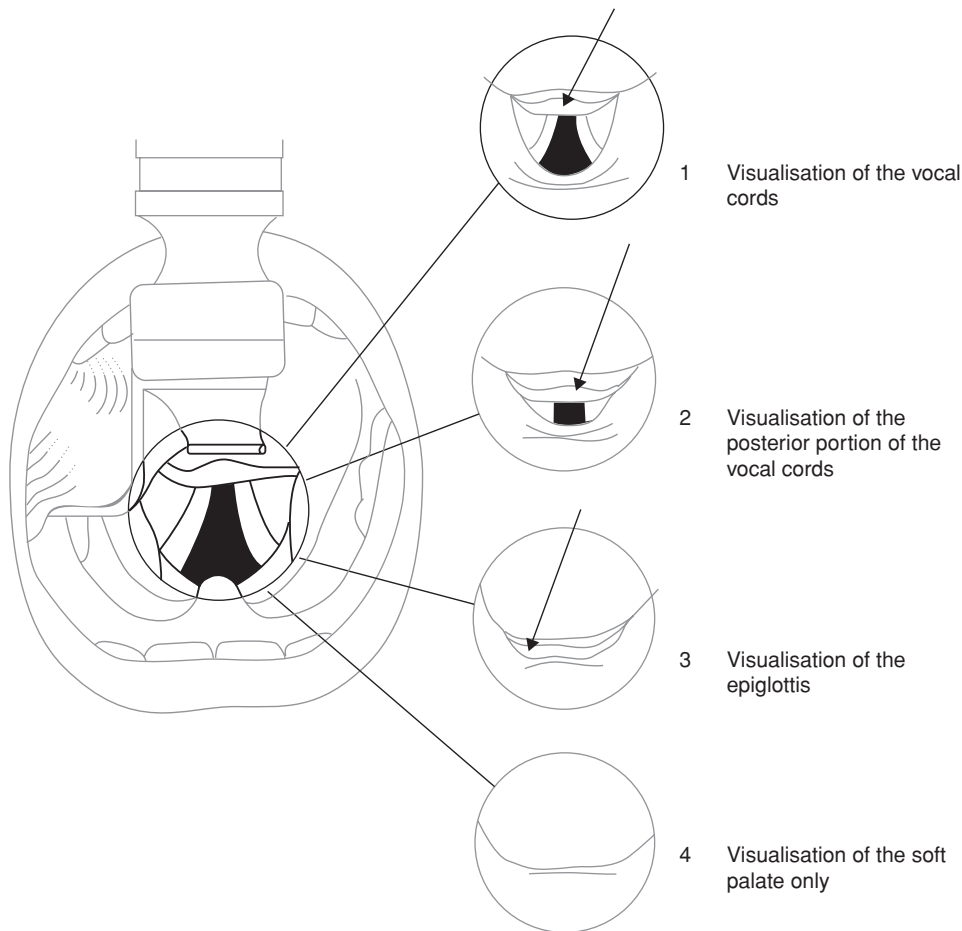 1 Visualisation of the vocal
cords
2 Visualisation of the
posterior portion of the
vocal cords
3 Visualisation of the
epiglottis
4 Visualisation of the soft
palate only